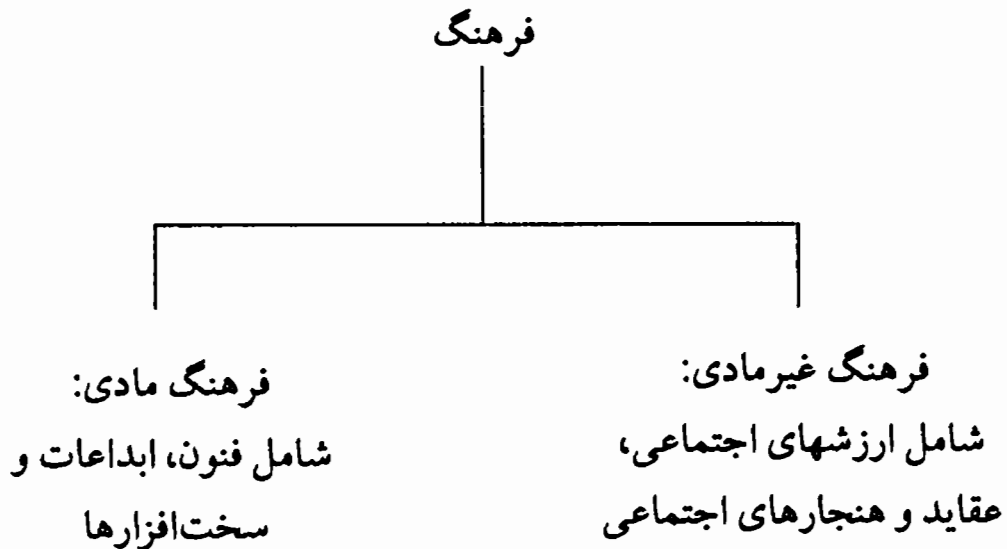 فرهنگ
فرهنگ غیرمادی:
شامل ارزشهای اجتماعی،
عقاید و هنجارهای اجتماعی
فرهنگ مادی:
شامل فنون، ابداعات و
سخت‌افزارها